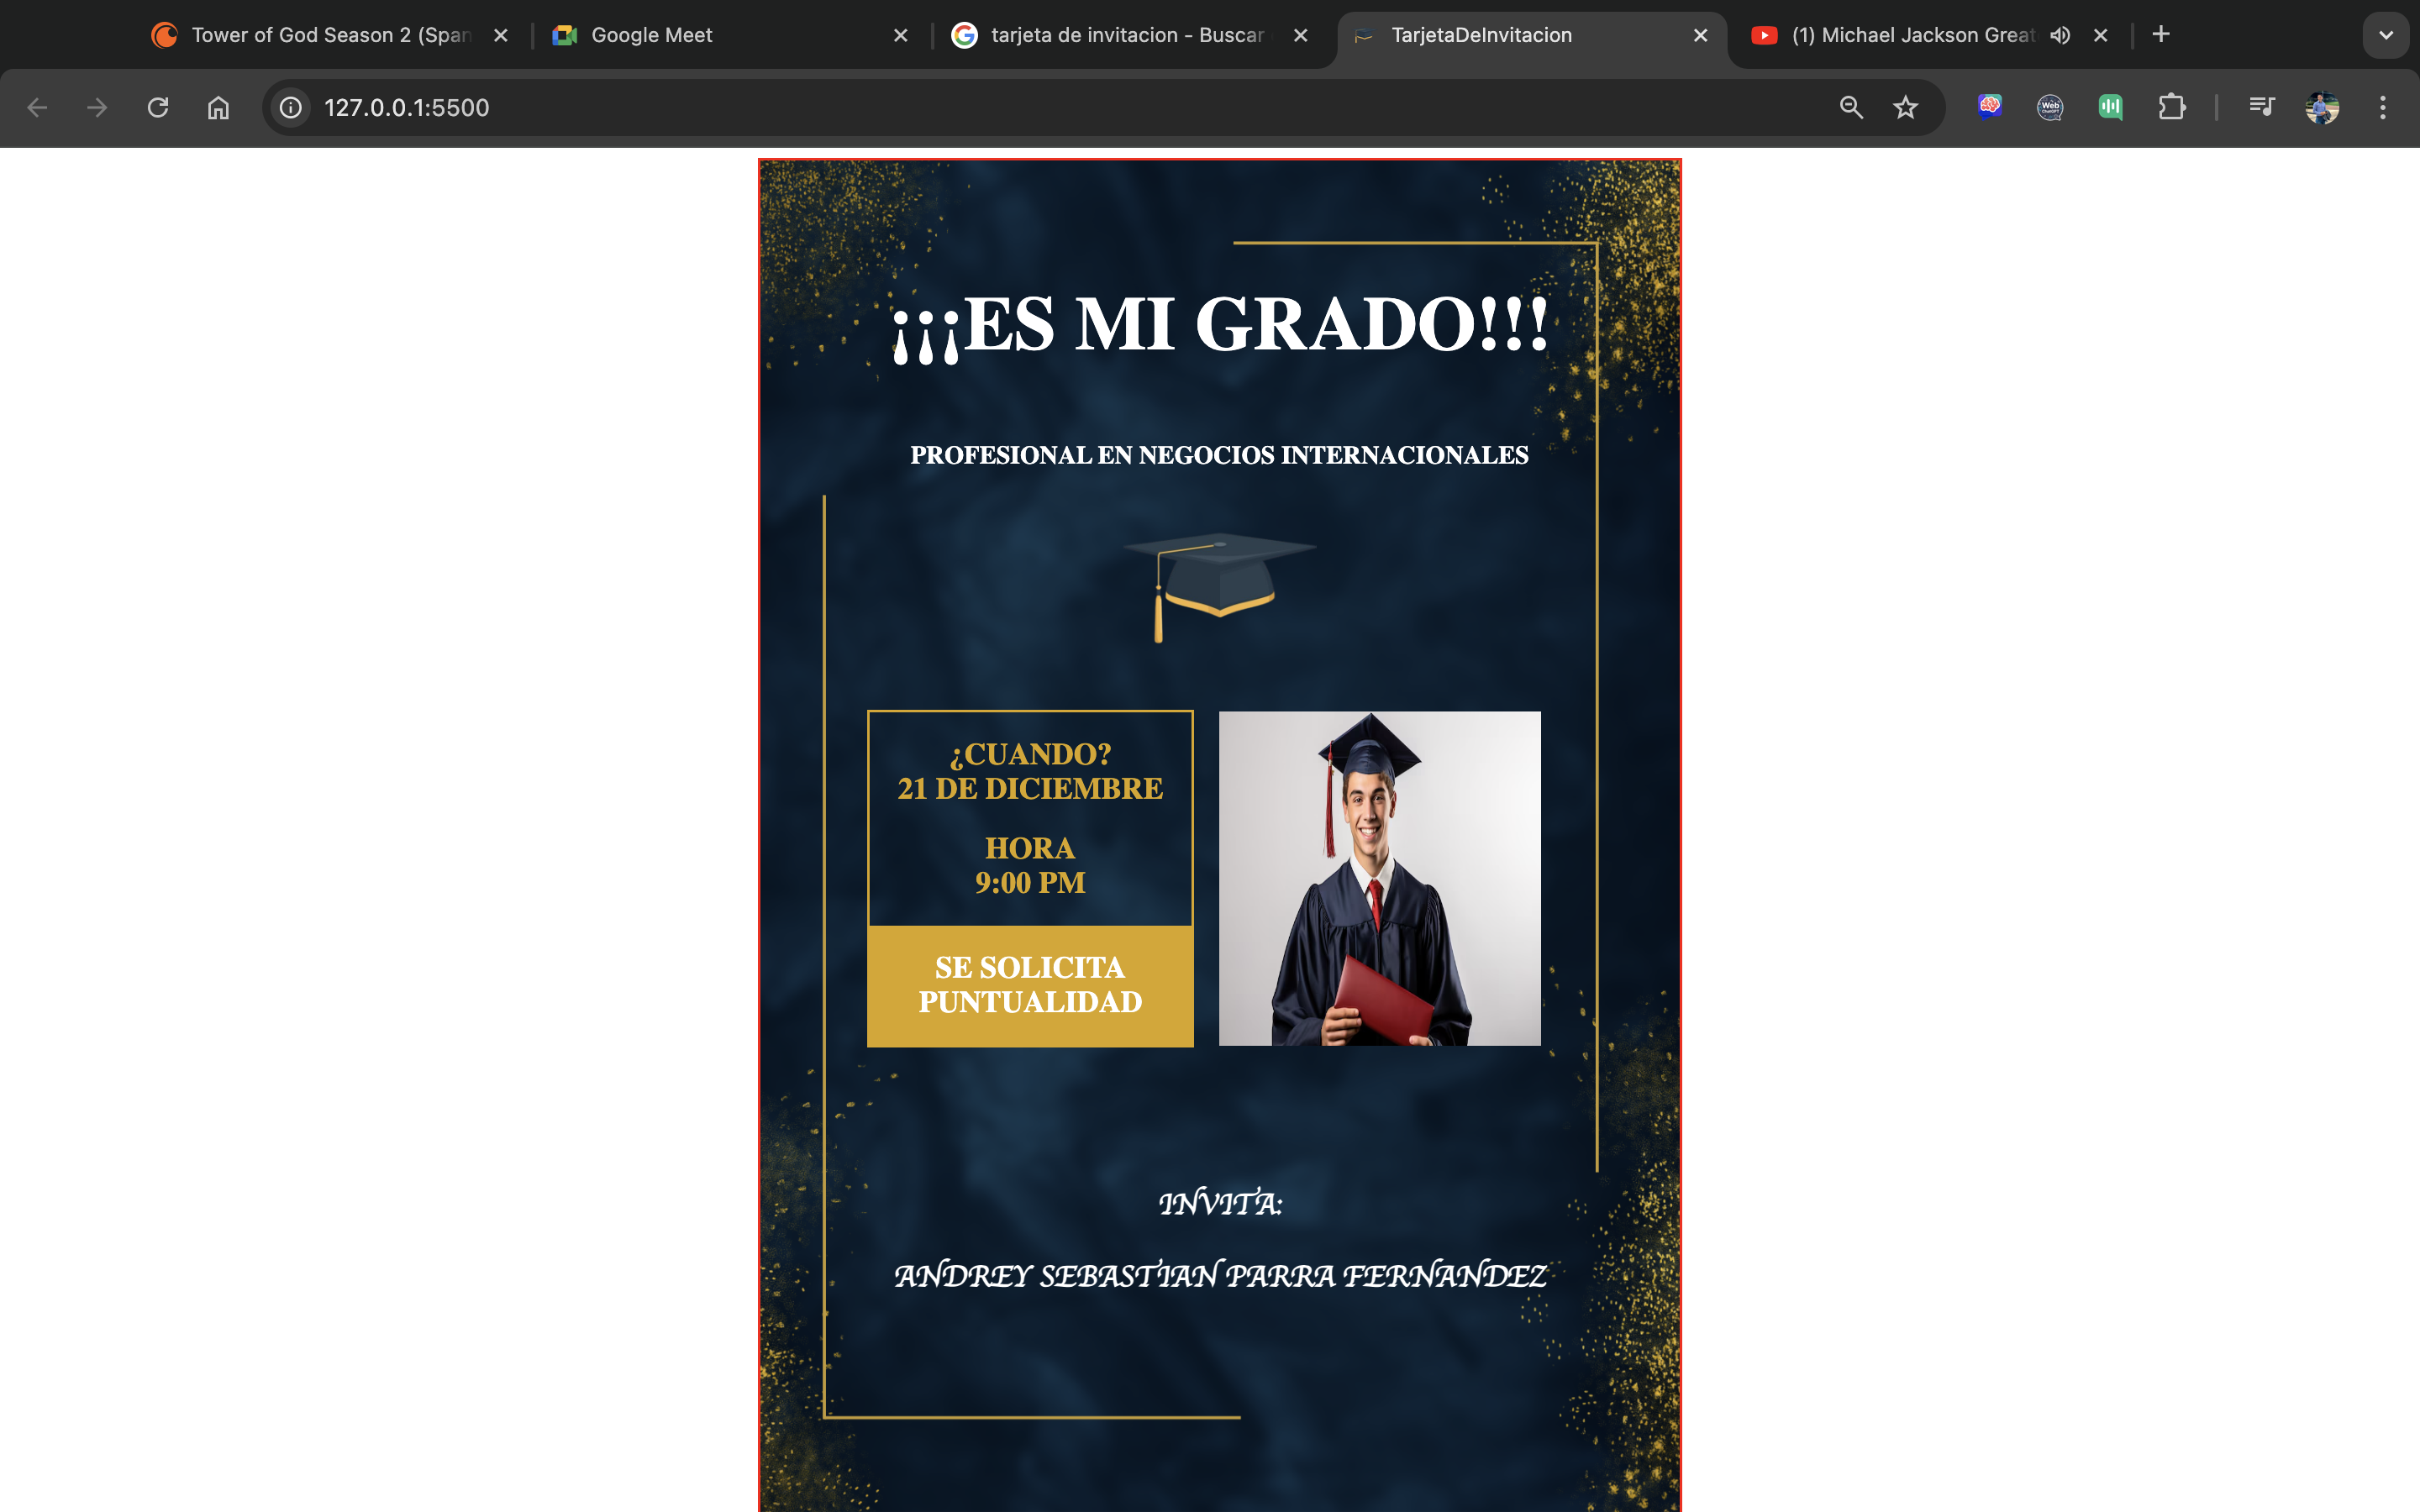 Tower of God Season 2 (Span
Google Meet
tarjeta de invitacion - Buscar
TarjetaDeInvitacion
(1) Michael Jackson Great
127.0.0.1:5500
Web
ChatGPT
¡¡¡ES MI GRADO!!!
PROFESIONAL EN NEGOCIOS INTERNACIONALES
¿CUANDO?
21 DE DICIEMBRE
HORA
9:00 PM
SE SOLICITA
PUNTUALIDAD
INVITA:
ANDREY SEBASTIAN PARRA FERNANDEZ